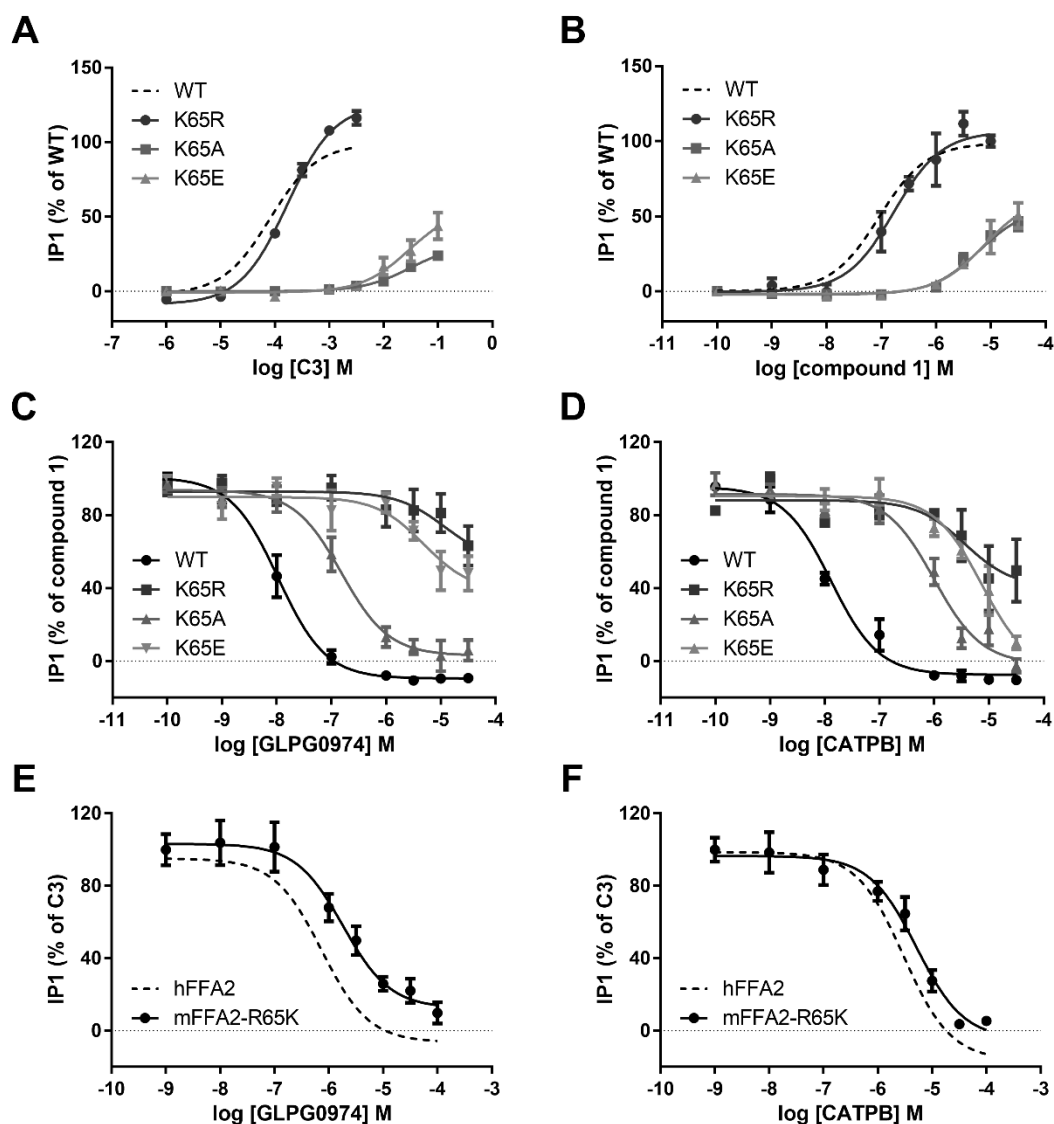 A
B
150
100
50
0
WT
K65R
K65A
K65E
IP1 (% of WT)
-7
-6
-5
-4
-3
-2
-1
0
log [C3] M
150
100
50
0
WT
K65R
K65A
K65E
IP1 (% of WT)
-11
-10
-9
-8
-7
-6
-5
-4
log [compound 1] M
C
D
120
80
40
0
WT
K65R
K65A
K65E
IP1 (% of compound 1)
-11
-10
-9
-8
-7
-6
-5
-4
log [GLPG0974] M
120
80
40
0
WT
K65R
K65A
K65E
IP1 (% of compound 1)
-11
-10
-9
-8
-7
-6
-5
-4
log [CATPB] M
E
F
120
80
40
0
hFFA2
mFFA2-R65K
IP1 (% of C3)
-10
-9
-8
-7
-6
-5
-4
-3
log [GLPG0974] M
120
80
40
0
hFFA2
mFFA2-R65K
IP1 (% of C3)
-10
-9
-8
-7
-6
-5
-4
-3
log [CATPB] M